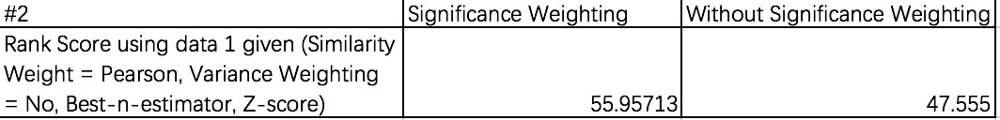 #2 Significance Weighting Without Significance Weighting
Rank Score using data 1 given (Similarity
Weight = Pearson, Variance Weighting
= No, Best-n-estimator, Z-score) 55.95713 47.555